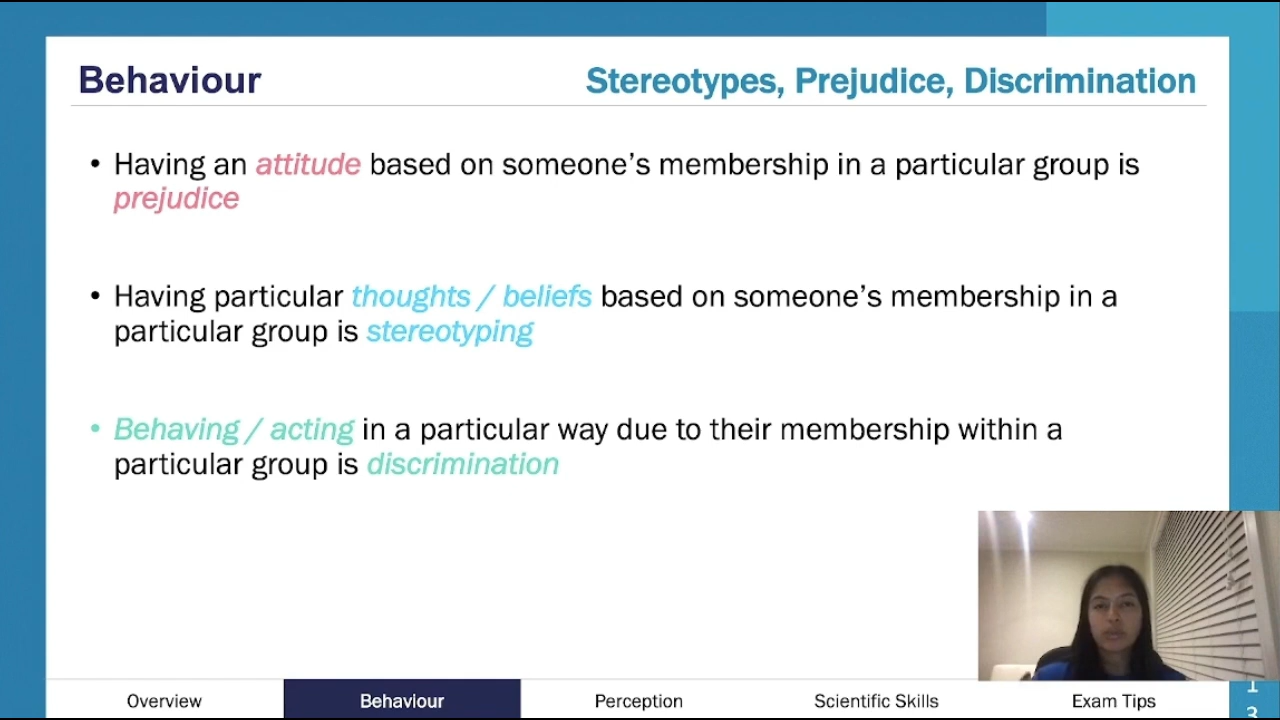 Behaviour
Stereotypes, Prejudice, Discrimination
• Having an attitude based on someone’s membership in a particular group is
prejudice
• Having particular thoughts / beliefs based on someone’s membership in a
particular group is stereotyping
• Behaving / acting in a particular way due to their membership within a
particular group is discrimination
Overview
Behaviour
Perception
Scientific Skills
Exam Tips
1
3